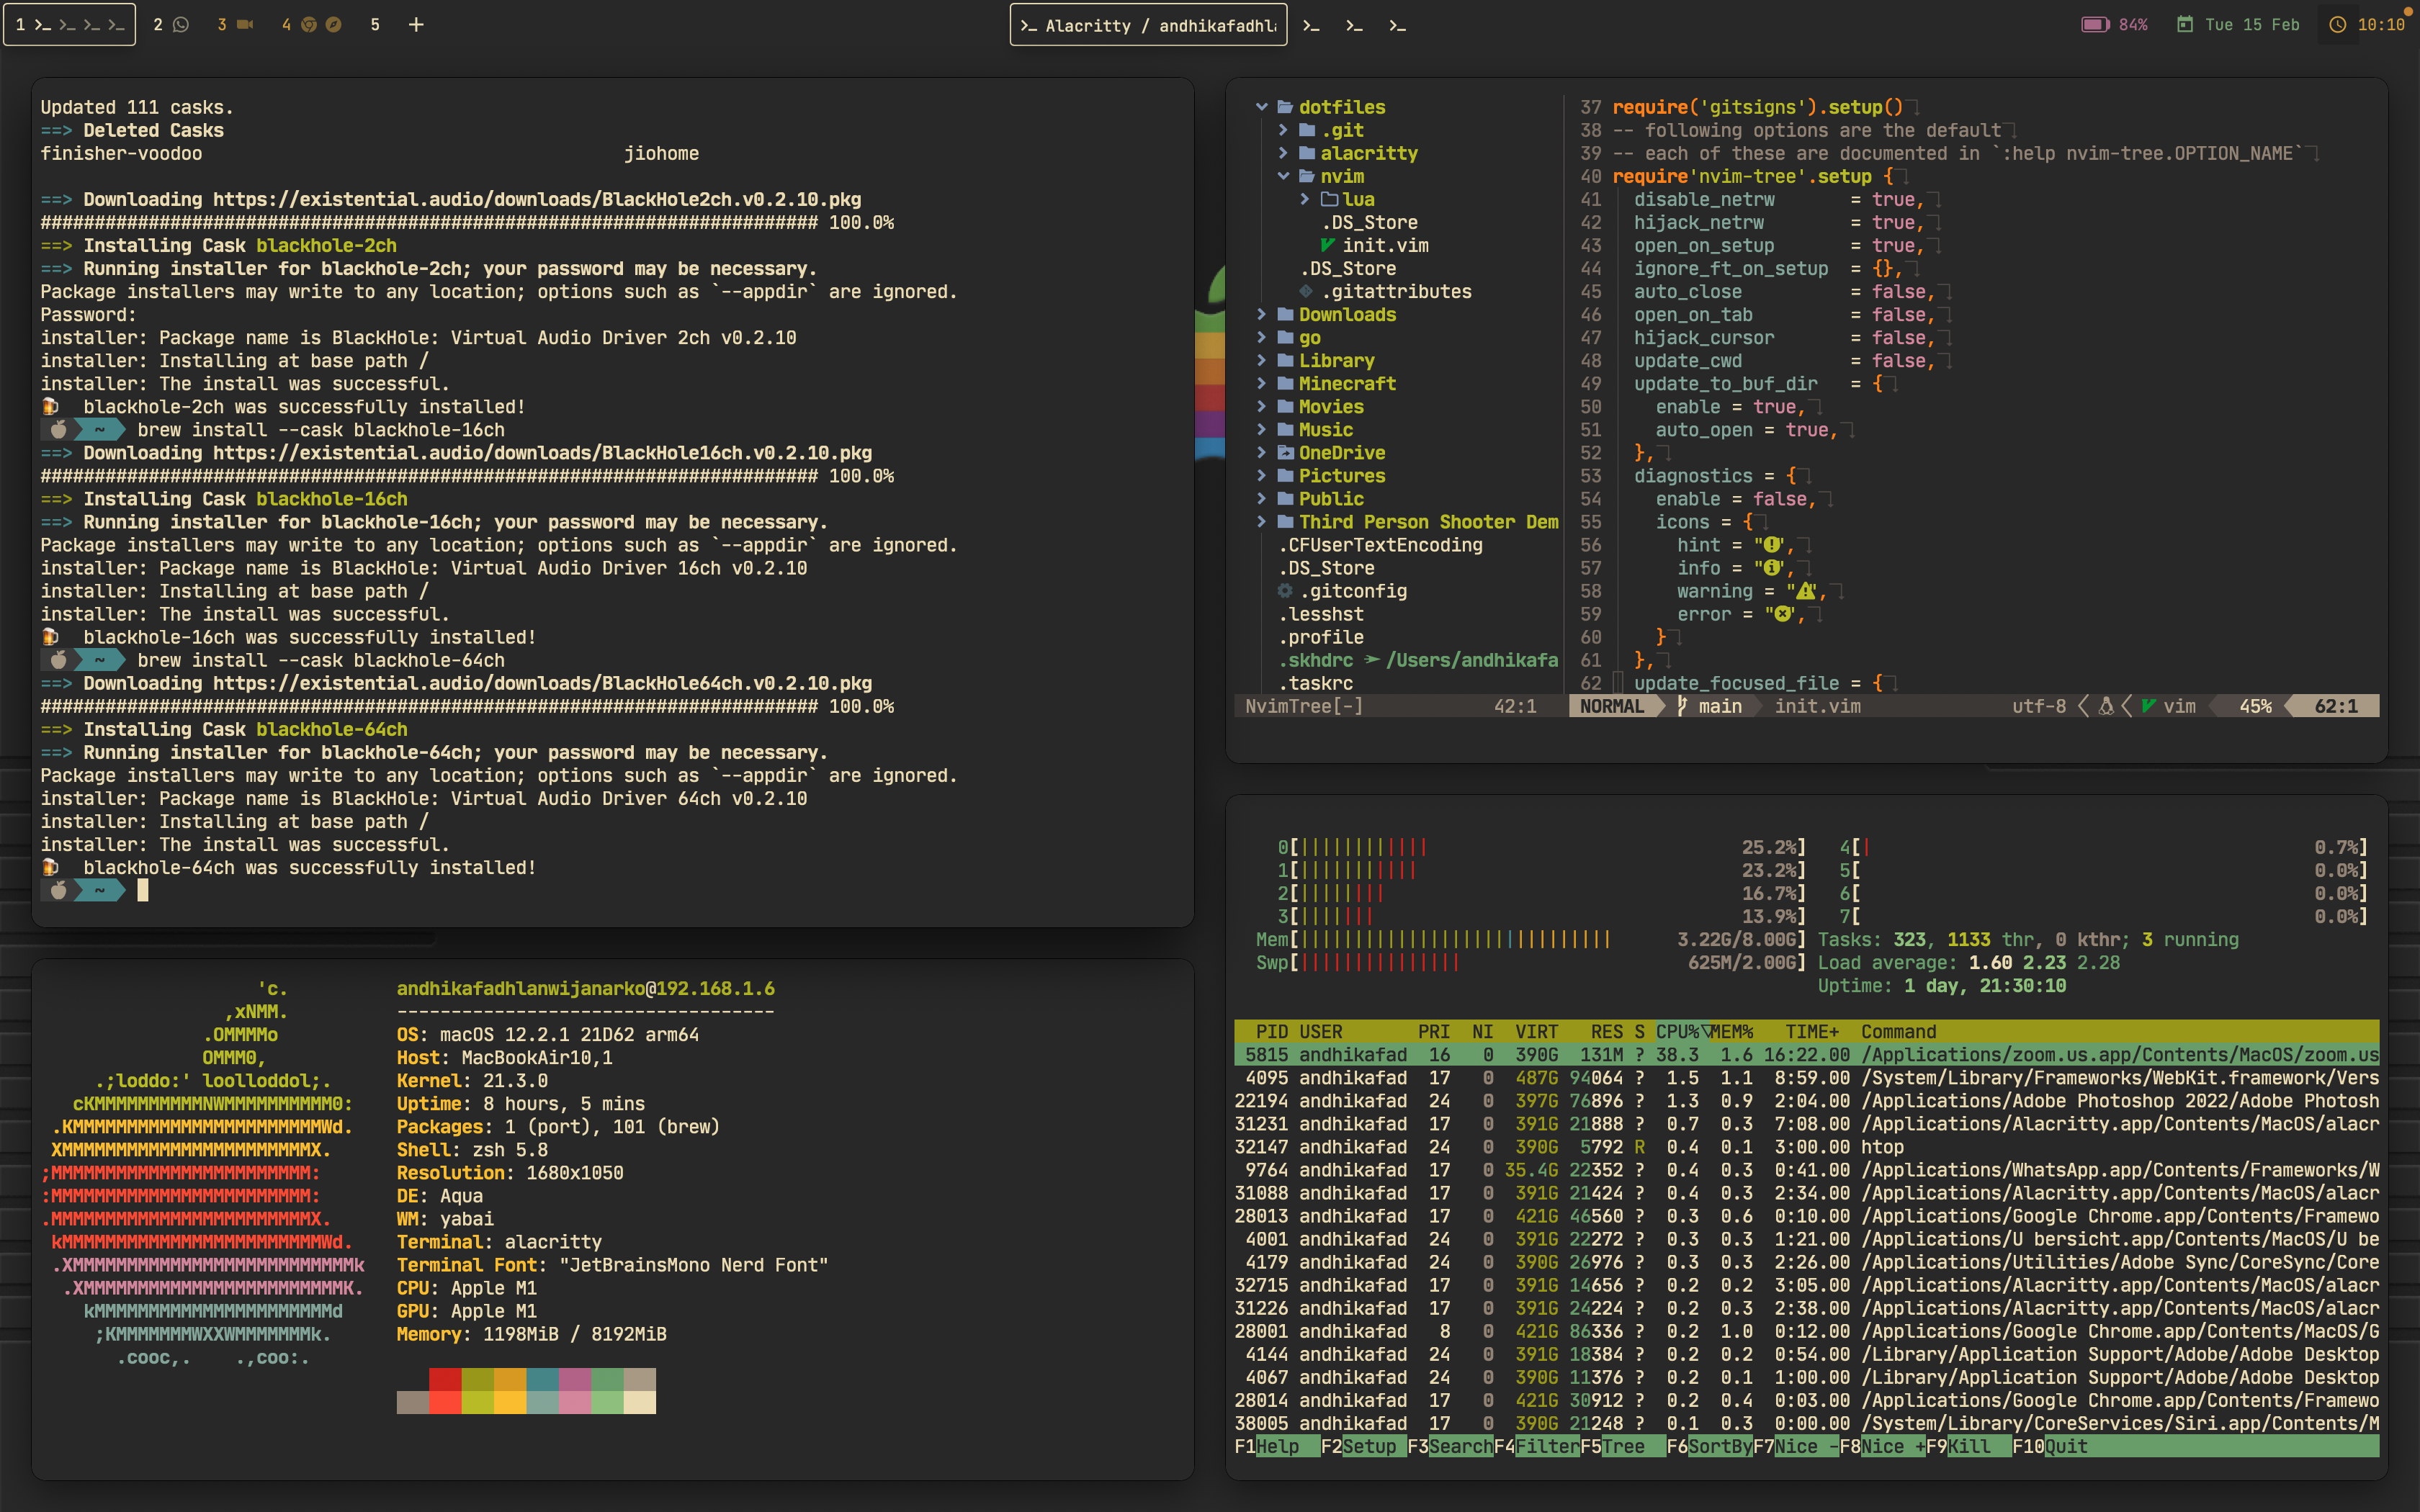 1
2
3
4
5 +
Alacritty / andhikafadhl
84%
Tue 15 Feb
10:10
Updated 111 casks.
==> Deleted Casks
finisher-voodoo jiohome
==> Downloading https://existential.audio/downloads/BlackHole2ch.v0.2.10.pkg
######################################################################## 100.0%
==> Installing Cask blackhole-2ch
==> Running installer for blackhole-2ch; your password may be necessary.
Package installers may write to any location; options such as `--appdir` are ignored.
Password:
installer: Package name is BlackHole: Virtual Audio Driver 2ch v0.2.10
installer: Installing at base path /
installer: The install was successful.
🍺 blackhole-2ch was successfully installed!
~ brew install --cask blackhole-16ch
==> Downloading https://existential.audio/downloads/BlackHole16ch.v0.2.10.pkg
######################################################################## 100.0%
==> Installing Cask blackhole-16ch
==> Running installer for blackhole-16ch; your password may be necessary.
Package installers may write to any location; options such as `--appdir` are ignored.
installer: Package name is BlackHole: Virtual Audio Driver 16ch v0.2.10
installer: Installing at base path /
installer: The install was successful.
🍺 blackhole-16ch was successfully installed!
~ brew install --cask blackhole-64ch
==> Downloading https://existential.audio/downloads/BlackHole64ch.v0.2.10.pkg
######################################################################## 100.0%
==> Installing Cask blackhole-64ch
==> Running installer for blackhole-64ch; your password may be necessary.
Package installers may write to any location; options such as `--appdir` are ignored.
installer: Package name is BlackHole: Virtual Audio Driver 64ch v0.2.10
installer: Installing at base path /
installer: The install was successful.
🍺 blackhole-64ch was successfully installed!
~
dotfiles
.git
alacritty
nvim
lua
.DS_Store
init.vim
.DS_Store
.gitattributes
Downloads
go
Library
Minecraft
Movies
Music
OneDrive
Pictures
Public
Third Person Shooter Dem
.CFUserTextEncoding
.DS_Store
.gitconfig
.lesshst
.profile
.skhdrc ➛ /Users/andhikafa
.taskrc
NvimTree[-] 42:1
37 require('gitsigns').setup()
38 -- following options are the default
39 -- each of these are documented in `:help nvim-tree.OPTION_NAME`
40 require'nvim-tree'.setup {
41 disable_netrw = true,
42 hijack_netrw = true,
43 open_on_setup = true,
44 ignore_ft_on_setup = {},
45 auto_close = false,
46 open_on_tab = false,
47 hijack_cursor = false,
48 update_cwd = false,
49 update_to_buf_dir = {
50 enable = true,
51 auto_open = true,
52 },
53 diagnostics = {
54 enable = false,
55 icons = {
56 hint = "",
57 info = "",
58 warning = "",
59 error = "",
60 }
61 },
62 update_focused_file = {
NORMAL main init.vim utf-8 vim 45% 62:1
'c.
,xNMM.
.OMMMMo
OMMM0,
.;loddo:' loolloddol;.
cKMMMMMMMMMMNWMMMMMMMMMM0:
.KMMMMMMMMMMMMMMMMMMMMMMMWd.
XMMMMMMMMMMMMMMMMMMMMMMMX.
;MMMMMMMMMMMMMMMMMMMMMMMM:
:MMMMMMMMMMMMMMMMMMMMMMMM:
.MMMMMMMMMMMMMMMMMMMMMMMMX.
kMMMMMMMMMMMMMMMMMMMMMMMMWd.
.XMMMMMMMMMMMMMMMMMMMMMMMMMMk
.XMMMMMMMMMMMMMMMMMMMMMMMMK.
kMMMMMMMMMMMMMMMMMMMMMMd
;KMMMMMMMWXXWMMMMMMMk.
.cooc,. .,coo:.
andhikafadhlanwijanarko@192.168.1.6
-----------------------------------
OS: macOS 12.2.1 21D62 arm64
Host: MacBookAir10,1
Kernel: 21.3.0
Uptime: 8 hours, 5 mins
Packages: 1 (port), 101 (brew)
Shell: zsh 5.8
Resolution: 1680x1050
DE: Aqua
WM: yabai
Terminal: alacritty
Terminal Font: "JetBrainsMono Nerd Font"
CPU: Apple M1
GPU: Apple M1
Memory: 1198MiB / 8192MiB
0[|||||||||||| 25.2%] 4[| 0.7%]
1[||||||||||| 23.2%] 5[ 0.0%]
2[|||||||| 16.7%] 6[ 0.0%]
3[||||||| 13.9%] 7[ 0.0%]
Mem[||||||||||||||||||||||||||||| 3.22G/8.00G] Tasks: 323, 1133 thr, 0 kthr; 3 running
Swp[||||||||||||||| 625M/2.00G] Load average: 1.60 2.23 2.28
Uptime: 1 day, 21:30:10
PID USER PRI NI VIRT RES S CPU%▽MEM% TIME+ Command
5815 andhikafad 16 0 390G 131M ? 38.3 1.6 16:22.00 /Applications/zoom.us.app/Contents/MacOS/zoom.us
4095 andhikafad 17 0 487G 94064 ? 1.5 1.1 8:59.00 /System/Library/Frameworks/WebKit.framework/Vers
22194 andhikafad 24 0 397G 76896 ? 1.3 0.9 2:04.00 /Applications/Adobe Photoshop 2022/Adobe Photosh
31231 andhikafad 24 0 391G 21888 ? 0.7 0.3 7:08.00 /Applications/Alacritty.app/Contents/MacOS/alacr
32147 andhikafad 24 0 390G 5792 R 0.4 0.1 3:00.00 htop
9764 andhikafad 17 0 35.4G 22352 ? 0.4 0.3 0:41.00 /Applications/WhatsApp.app/Contents/Frameworks/W
31088 andhikafad 17 0 391G 21424 ? 0.4 0.3 2:34.00 /Applications/Alacritty.app/Contents/MacOS/alacr
28013 andhikafad 17 0 421G 46560 ? 0.3 0.6 0:10.00 /Applications/Google Chrome.app/Contents/Framewo
4001 andhikafad 24 0 391G 22272 ? 0.3 0.3 1:21.00 /Applications/U bersicht.app/Contents/MacOS/U be
4179 andhikafad 24 0 390G 26976 ? 0.3 0.3 2:26.00 /Applications/Utilities/Adobe Sync/CoreSync/Core
32715 andhikafad 17 0 391G 14656 ? 0.2 0.2 3:05.00 /Applications/Alacritty.app/Contents/MacOS/alacr
31226 andhikafad 17 0 391G 24224 ? 0.2 0.3 2:38.00 /Applications/Alacritty.app/Contents/MacOS/alacr
28001 andhikafad 8 0 421G 86336 ? 0.2 1.0 0:12.00 /Applications/Google Chrome.app/Contents/MacOS/G
4144 andhikafad 24 0 391G 18384 ? 0.2 0.2 0:54.00 /Library/Application Support/Adobe/Adobe Desktop
4067 andhikafad 24 0 390G 11376 ? 0.2 0.1 1:00.00 /Library/Application Support/Adobe/Adobe Desktop
28014 andhikafad 17 0 421G 30912 ? 0.2 0.4 0:03.00 /Applications/Google Chrome.app/Contents/Framewo
38005 andhikafad 17 0 390G 21248 ? 0.1 0.3 0:00.00 /System/Library/CoreServices/Siri.app/Contents/M
F1Help F2Setup F3SearchF4FilterF5Tree F6SortByF7Nice -F8Nice +F9Kill F10Quit